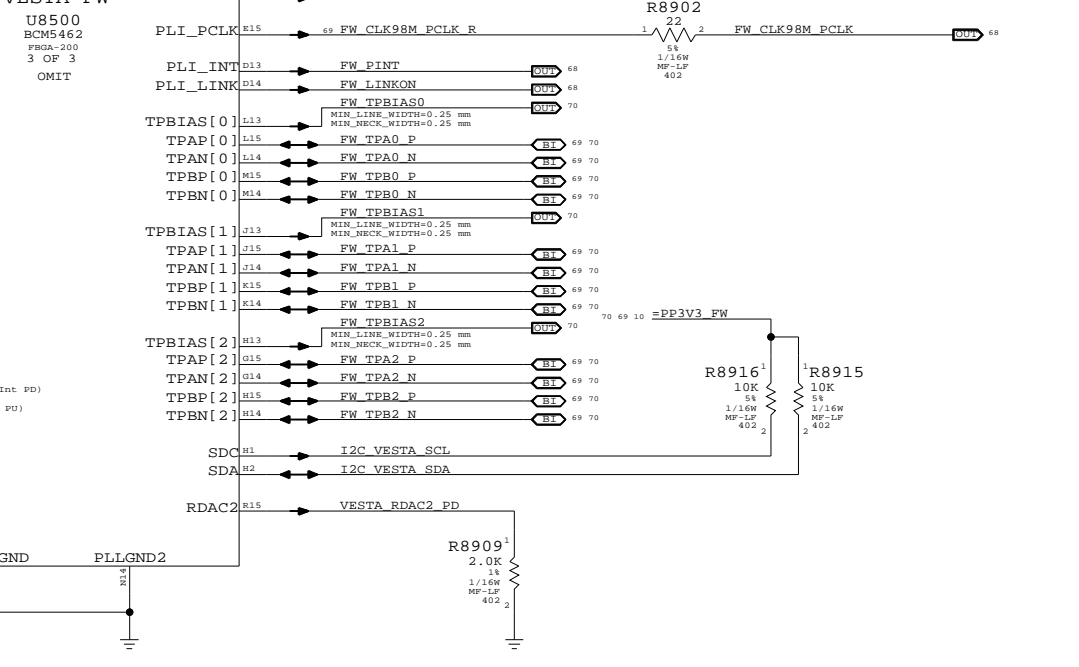 U8500
BCM5462
FBGA-200
3 OF 3
OMIT
R8902
22
PLI_PCLK E15 69 FW_CLK98M_PCLK_R 1 2 FW_CLK98M_PCLK OUT 68
5%
1/16W
MF-LF
402
PLI_INT D13 FW_PINT OUT 68
PLI_LINK D14 FW_LINKON OUT 68
FW_TPBIAS0 OUT 70
MIN_LINE_WIDTH=0.25 mm
TPBIAS[0] L13 MIN_NECK_WIDTH=0.25 mm
TPAP[0] L15 FW_TPA0_P BI 69 70
TPAN[0] L14 FW_TPA0_N BI 69 70
TPBP[0] M15 FW_TPB0_P BI 69 70
TPBN[0] M14 FW_TPB0_N BI 69 70
FW_TPBIAS1 OUT 70
MIN_LINE_WIDTH=0.25 mm
TPBIAS[1] J13 MIN_NECK_WIDTH=0.25 mm
TPAP[1] J15 FW_TPA1_P BI 69 70
TPAN[1] J14 FW_TPA1_N BI 69 70
TPBP[1] K15 FW_TPB1_P BI 69 70
TPBN[1] K14 FW_TPB1_N BI 69 70
70 69 10 =PP3V3_FW
FW_TPBIAS2 OUT 70
MIN_LINE_WIDTH=0.25 mm
TPBIAS[2] H13 MIN_NECK_WIDTH=0.25 mm
TPAP[2] G15 FW_TPA2_P BI 69 70
TPAN[2] G14 FW_TPA2_N BI 69 70
TPBP[2] H15 FW_TPB2_P BI 69 70
TPBN[2] H14 FW_TPB2_N BI 69 70
R8916 1
10K
5%
1/16W
MF-LF
402
2
1 R8915
10K
5%
1/16W
MF-LF
2 402
Int PD)
PU)
SDC H1 I2C_VESTA_SCL
SDA H2 I2C_VESTA_SDA
RDAC2 R15 VESTA_RDAC2_PD
R8909 1
2.0K
1%
1/16W
MF-LF
402 2
GND PLLGND2
N14